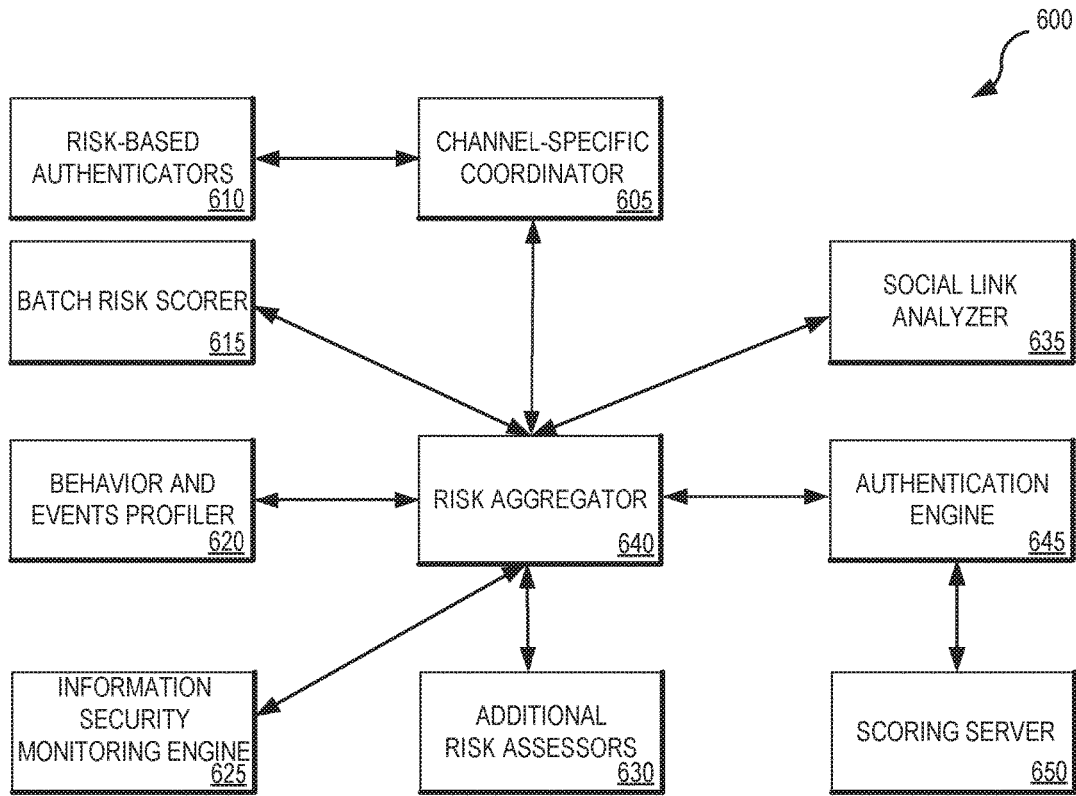 600
RISK-BASED
AUTHENTICATORS
610
CHANNEL-SPECIFIC
COORDINATOR
605
BATCH RISK SCORER
615
SOCIAL LINK
ANALYZER
635
BEHAVIOR AND
EVENTS PROFILER
620
RISK AGGREGATOR
640
AUTHENTICATION
ENGINE
645
INFORMATION
SECURITY
MONITORING ENGINE
625
ADDITIONAL
RISK ASSESSORS
630
SCORING SERVER
650